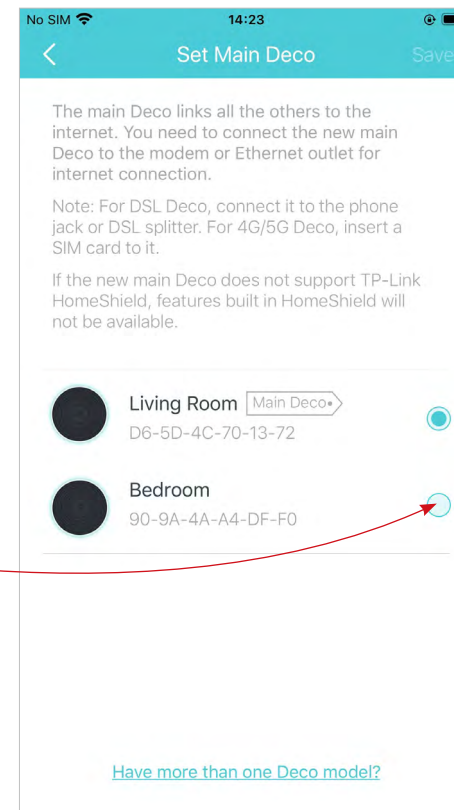 No SIM 14:23
Set Main Deco Save
The main Deco links all the others to the
internet. You need to connect the new main
Deco to the modem or Ethernet outlet for
internet connection.
Note: For DSL Deco, connect it to the phone
jack or DSL splitter. For 4G/5G Deco, insert a
SIM card to it.
If the new main Deco does not support TP-Link
HomeShield, features built in HomeShield will
not be available.
Living Room Main Deco
D6-5D-4C-70-13-72
Bedroom
90-9A-4A-A4-DF-F0
Have more than one Deco model?